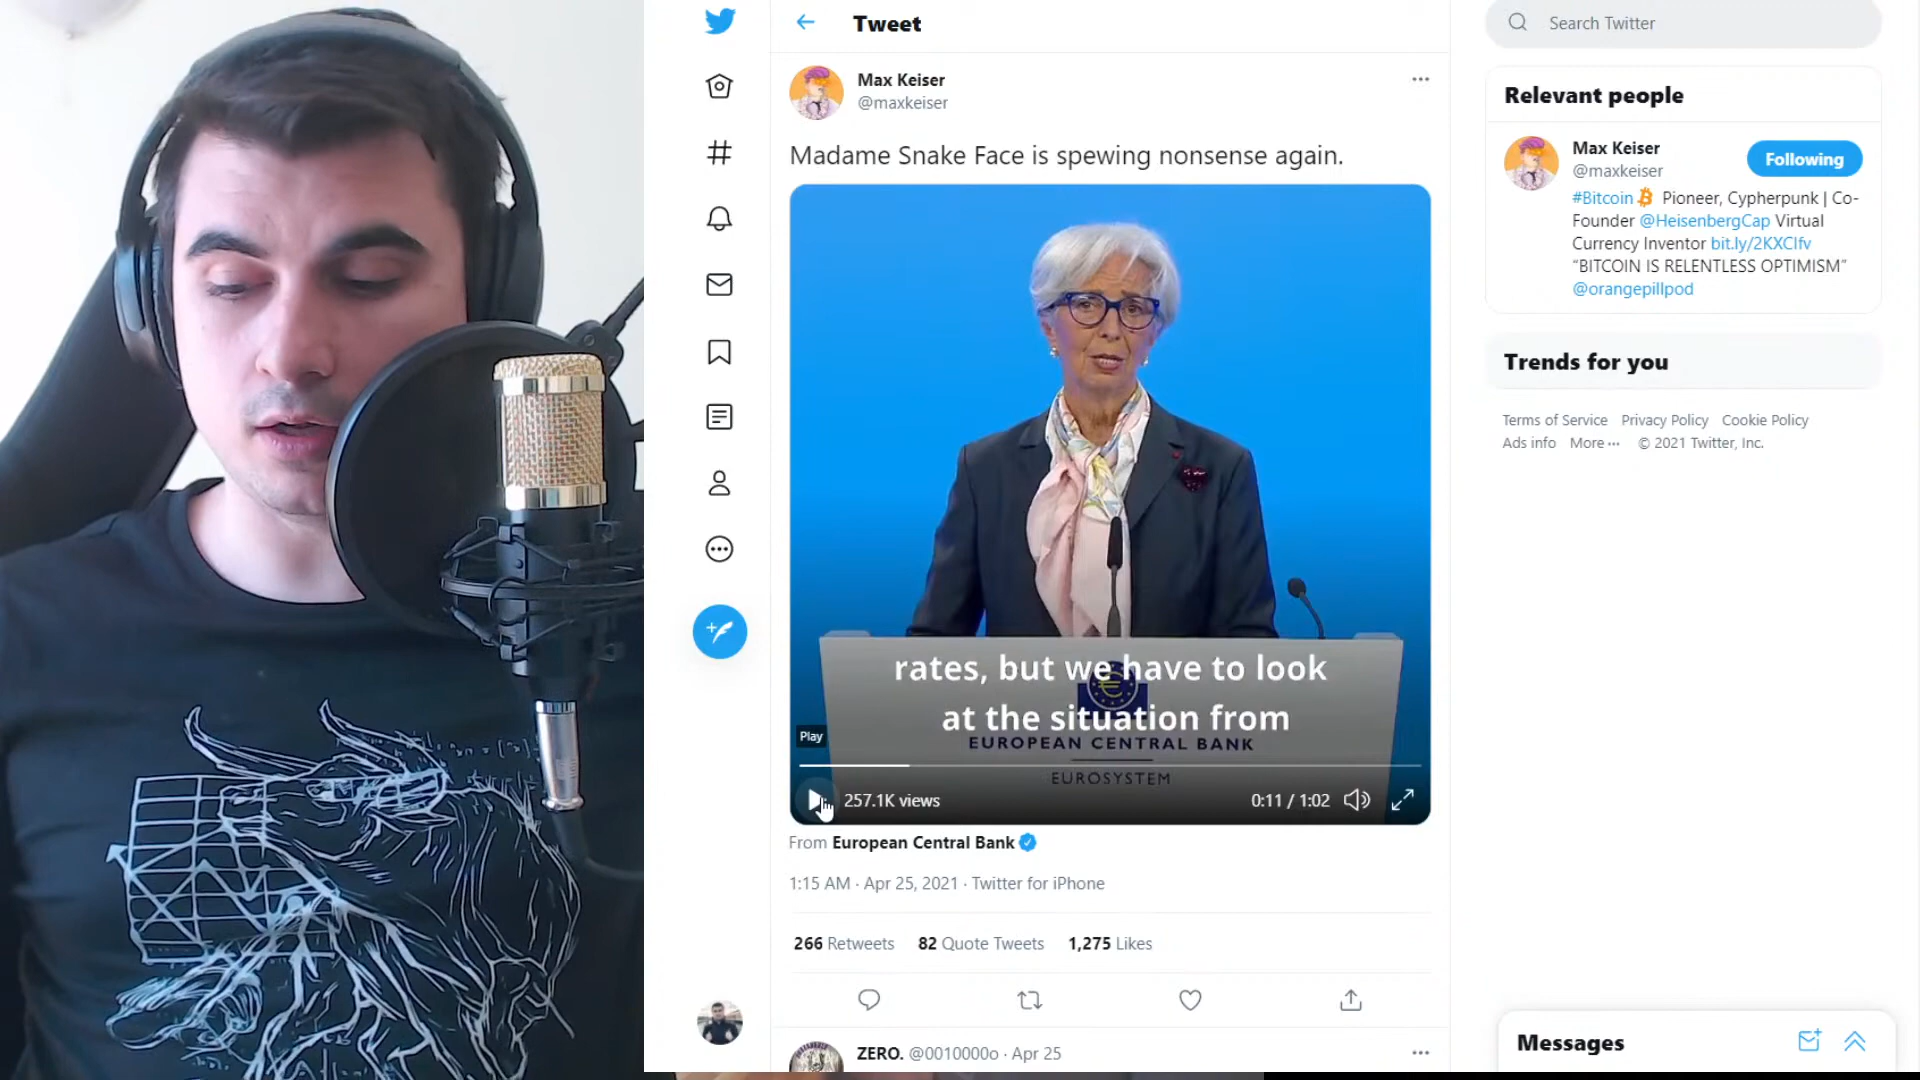 Tweet
Max Keiser
@maxkeiser
Madame Snake Face is spewing nonsense again.
rates, but we have to look
at the situation from
EUROPEAN CENTRAL BANK
EUROSYSTEM
Play
257.1K views
0:11 / 1:02
From European Central Bank
1:15 AM · Apr 25, 2021 · Twitter for iPhone
266 Retweets 82 Quote Tweets 1,275 Likes
ZERO. @0010000o · Apr 25
Search Twitter
Relevant people
Max Keiser
@maxkeiser
Following
#Bitcoin Pioneer, Cypherpunk | Co-
Founder @HeisenbergCap Virtual
Currency Inventor bit.ly/2KXCIfv
“BITCOIN IS RELENTLESS OPTIMISM”
@orangepillpod
Trends for you
Terms of Service Privacy Policy Cookie Policy
Ads info More ··· © 2021 Twitter, Inc.
Messages